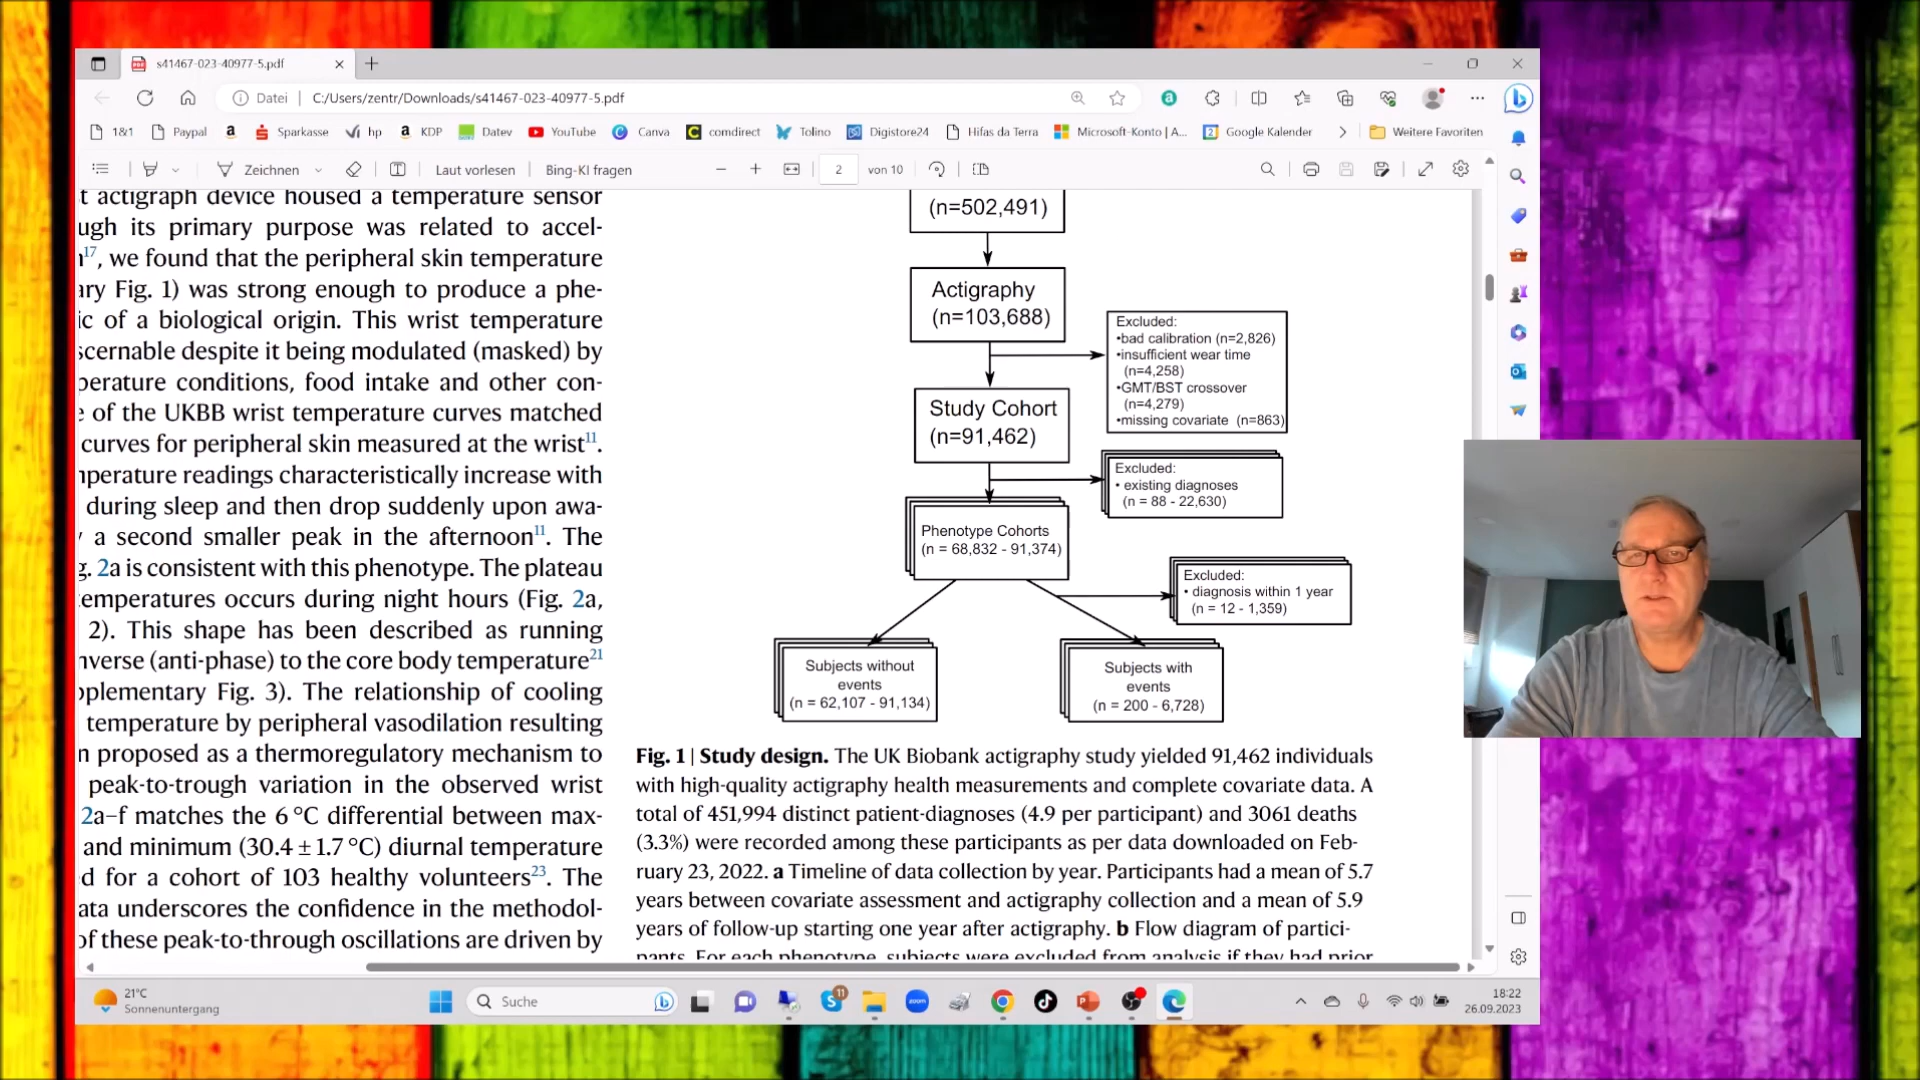 s41467-023-40977-5.pdf
Datei
C:/Users/zentr/Downloads/s41467-023-40977-5.pdf
1&1
Paypal
Sparkasse
hp
KDP
Datev
YouTube
Canva
comdirect
Tolino
Digistore24
Hifas da Terra
Microsoft-Konto | A...
Google Kalender
Weitere Favoriten
Zeichnen
Laut vorlesen
Bing-KI fragen
2
von 10
t actigraph device housed a temperature sensor
ugh its primary purpose was related to accel-
17, we found that the peripheral skin temperature
ary Fig. 1) was strong enough to produce a phe-
ic of a biological origin. This wrist temperature
scernable despite it being modulated (masked) by
perature conditions, food intake and other con-
e of the UKBB wrist temperature curves matched
curves for peripheral skin measured at the wrist11.
mperature readings characteristically increase with
during sleep and then drop suddenly upon awa-
a second smaller peak in the afternoon11. The
g. 2a is consistent with this phenotype. The plateau
temperatures occurs during night hours (Fig. 2a,
2). This shape has been described as running
nverse (anti-phase) to the core body temperature21
pplementary Fig. 3). The relationship of cooling
temperature by peripheral vasodilation resulting
n proposed as a thermoregulatory mechanism to
peak-to-trough variation in the observed wrist
2a–f matches the 6 °C differential between max-
and minimum (30.4 ± 1.7 °C) diurnal temperature
d for a cohort of 103 healthy volunteers23. The
ata underscores the confidence in the methodol-
of these peak-to-through oscillations are driven by
(n=502,491)
Actigraphy
(n=103,688)
Excluded:
•bad calibration (n=2,826)
•insufficient wear time
(n=4,258)
•GMT/BST crossover
(n=4,279)
•missing covariate (n=863)
Study Cohort
(n=91,462)
Excluded:
• existing diagnoses
(n = 88 - 22,630)
Phenotype Cohorts
(n = 68,832 - 91,374)
Excluded:
• diagnosis within 1 year
(n = 12 - 1,359)
Subjects without
events
(n = 62,107 - 91,134)
Subjects with
events
(n = 200 - 6,728)
Fig. 1 | Study design. The UK Biobank actigraphy study yielded 91,462 individuals
with high-quality actigraphy health measurements and complete covariate data. A
total of 451,994 distinct patient-diagnoses (4.9 per participant) and 3061 deaths
(3.3%) were recorded among these participants as per data downloaded on Feb-
ruary 23, 2022. a Timeline of data collection by year. Participants had a mean of 5.7
years between covariate assessment and actigraphy collection and a mean of 5.9
years of follow-up starting one year after actigraphy. b Flow diagram of partici-
pants. For each phenotype, subjects were excluded from analysis if they had prior
21°C
Sonnenuntergang
Suche
11
zoom
18:22
26.09.2023